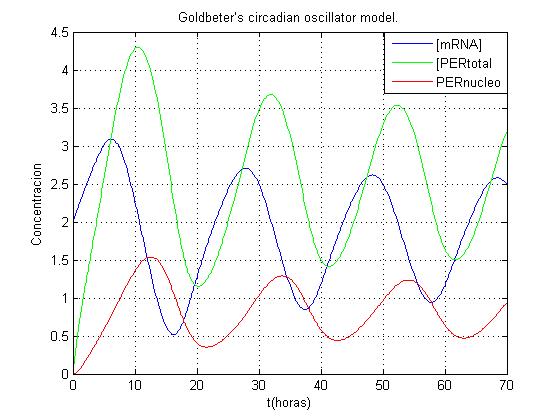 Goldbeter's circadian oscillator model.
4.5
4
3.5
3
2.5
2
1.5
1
0.5
0
Concentracion
[mRNA]
[PERtotal
PERnucleo
0 10 20 30 40 50 60 70
t(horas)